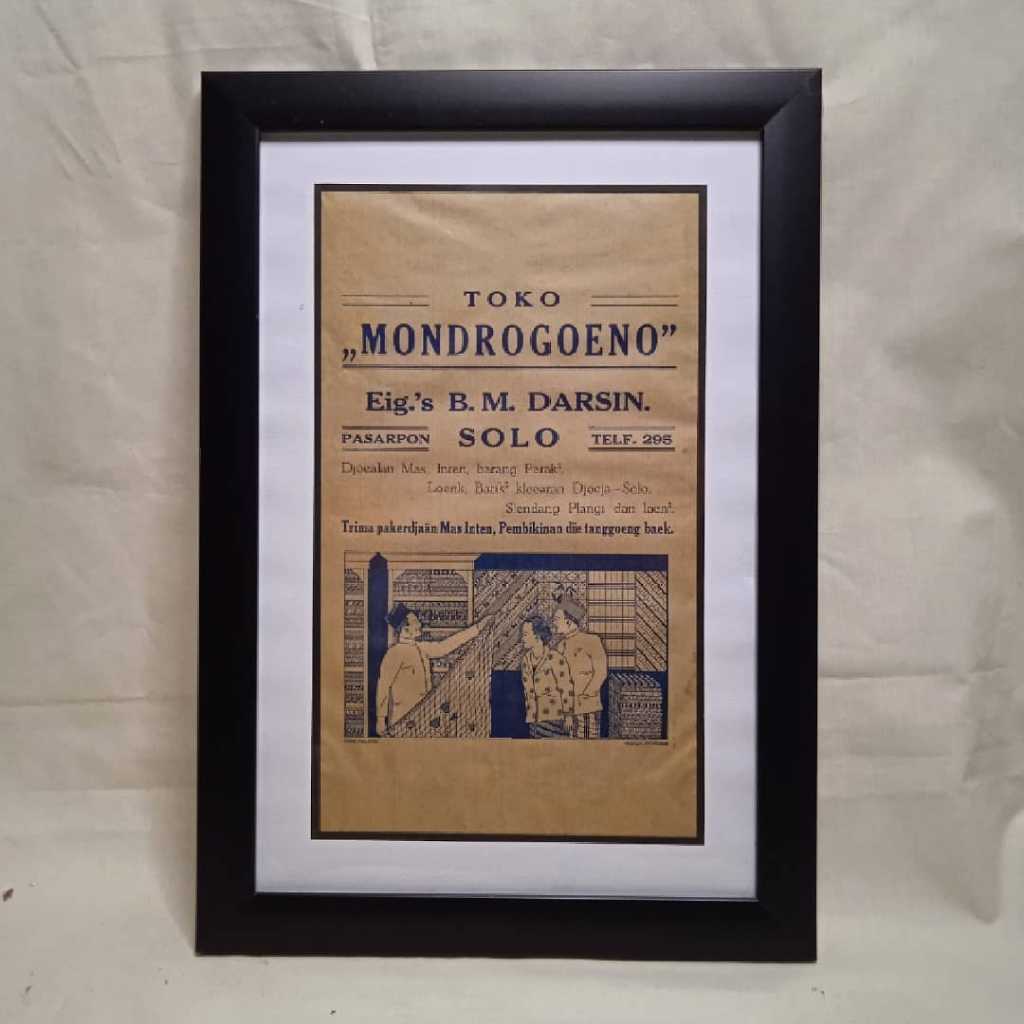 TOKO
„MONDROGOENO”
Eig.'s B. M. DARSIN.
PASARPON SOLO TELF. 295
Djoealan Mas, Inten, barang Perak².
Loerik, Batik² kloearan Djocja—Solo.
Slendang Plangi dan laen².
Trima pakerdjaän Mas Inten, Pembikinan die tanggoeng baek.